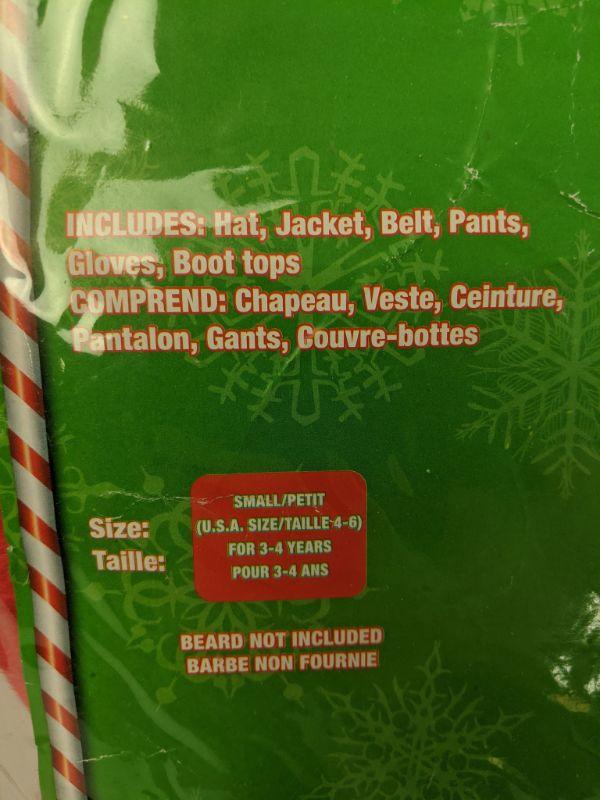 INCLUDES: Hat, Jacket, Belt, Pants,
Gloves, Boot tops
COMPREND: Chapeau, Veste, Ceinture,
Pantalon, Gants, Couvre-bottes
Size:
Taille:
SMALL/PETIT
(U.S.A. SIZE/TAILLE 4-6)
FOR 3-4 YEARS
POUR 3-4 ANS
BEARD NOT INCLUDED
BARBE NON FOURNIE